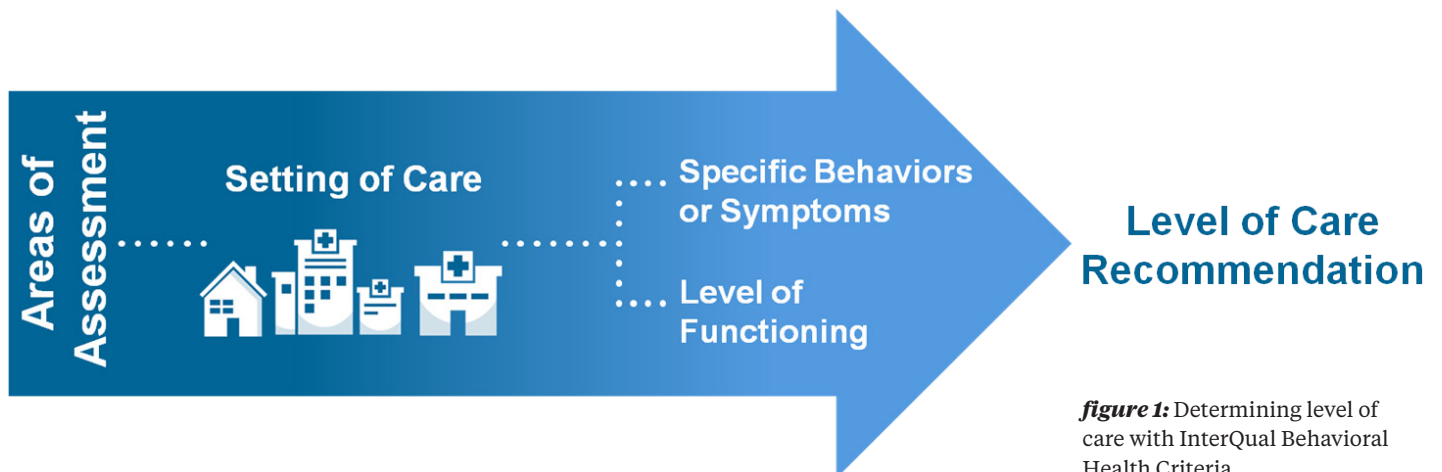 Areas of
Assessment
Setting of Care
Specific Behaviors
or Symptoms
Level of
Functioning
Level of Care
Recommendation
figure 1: Determining level of
care with InterQual Behavioral
Health Criteria